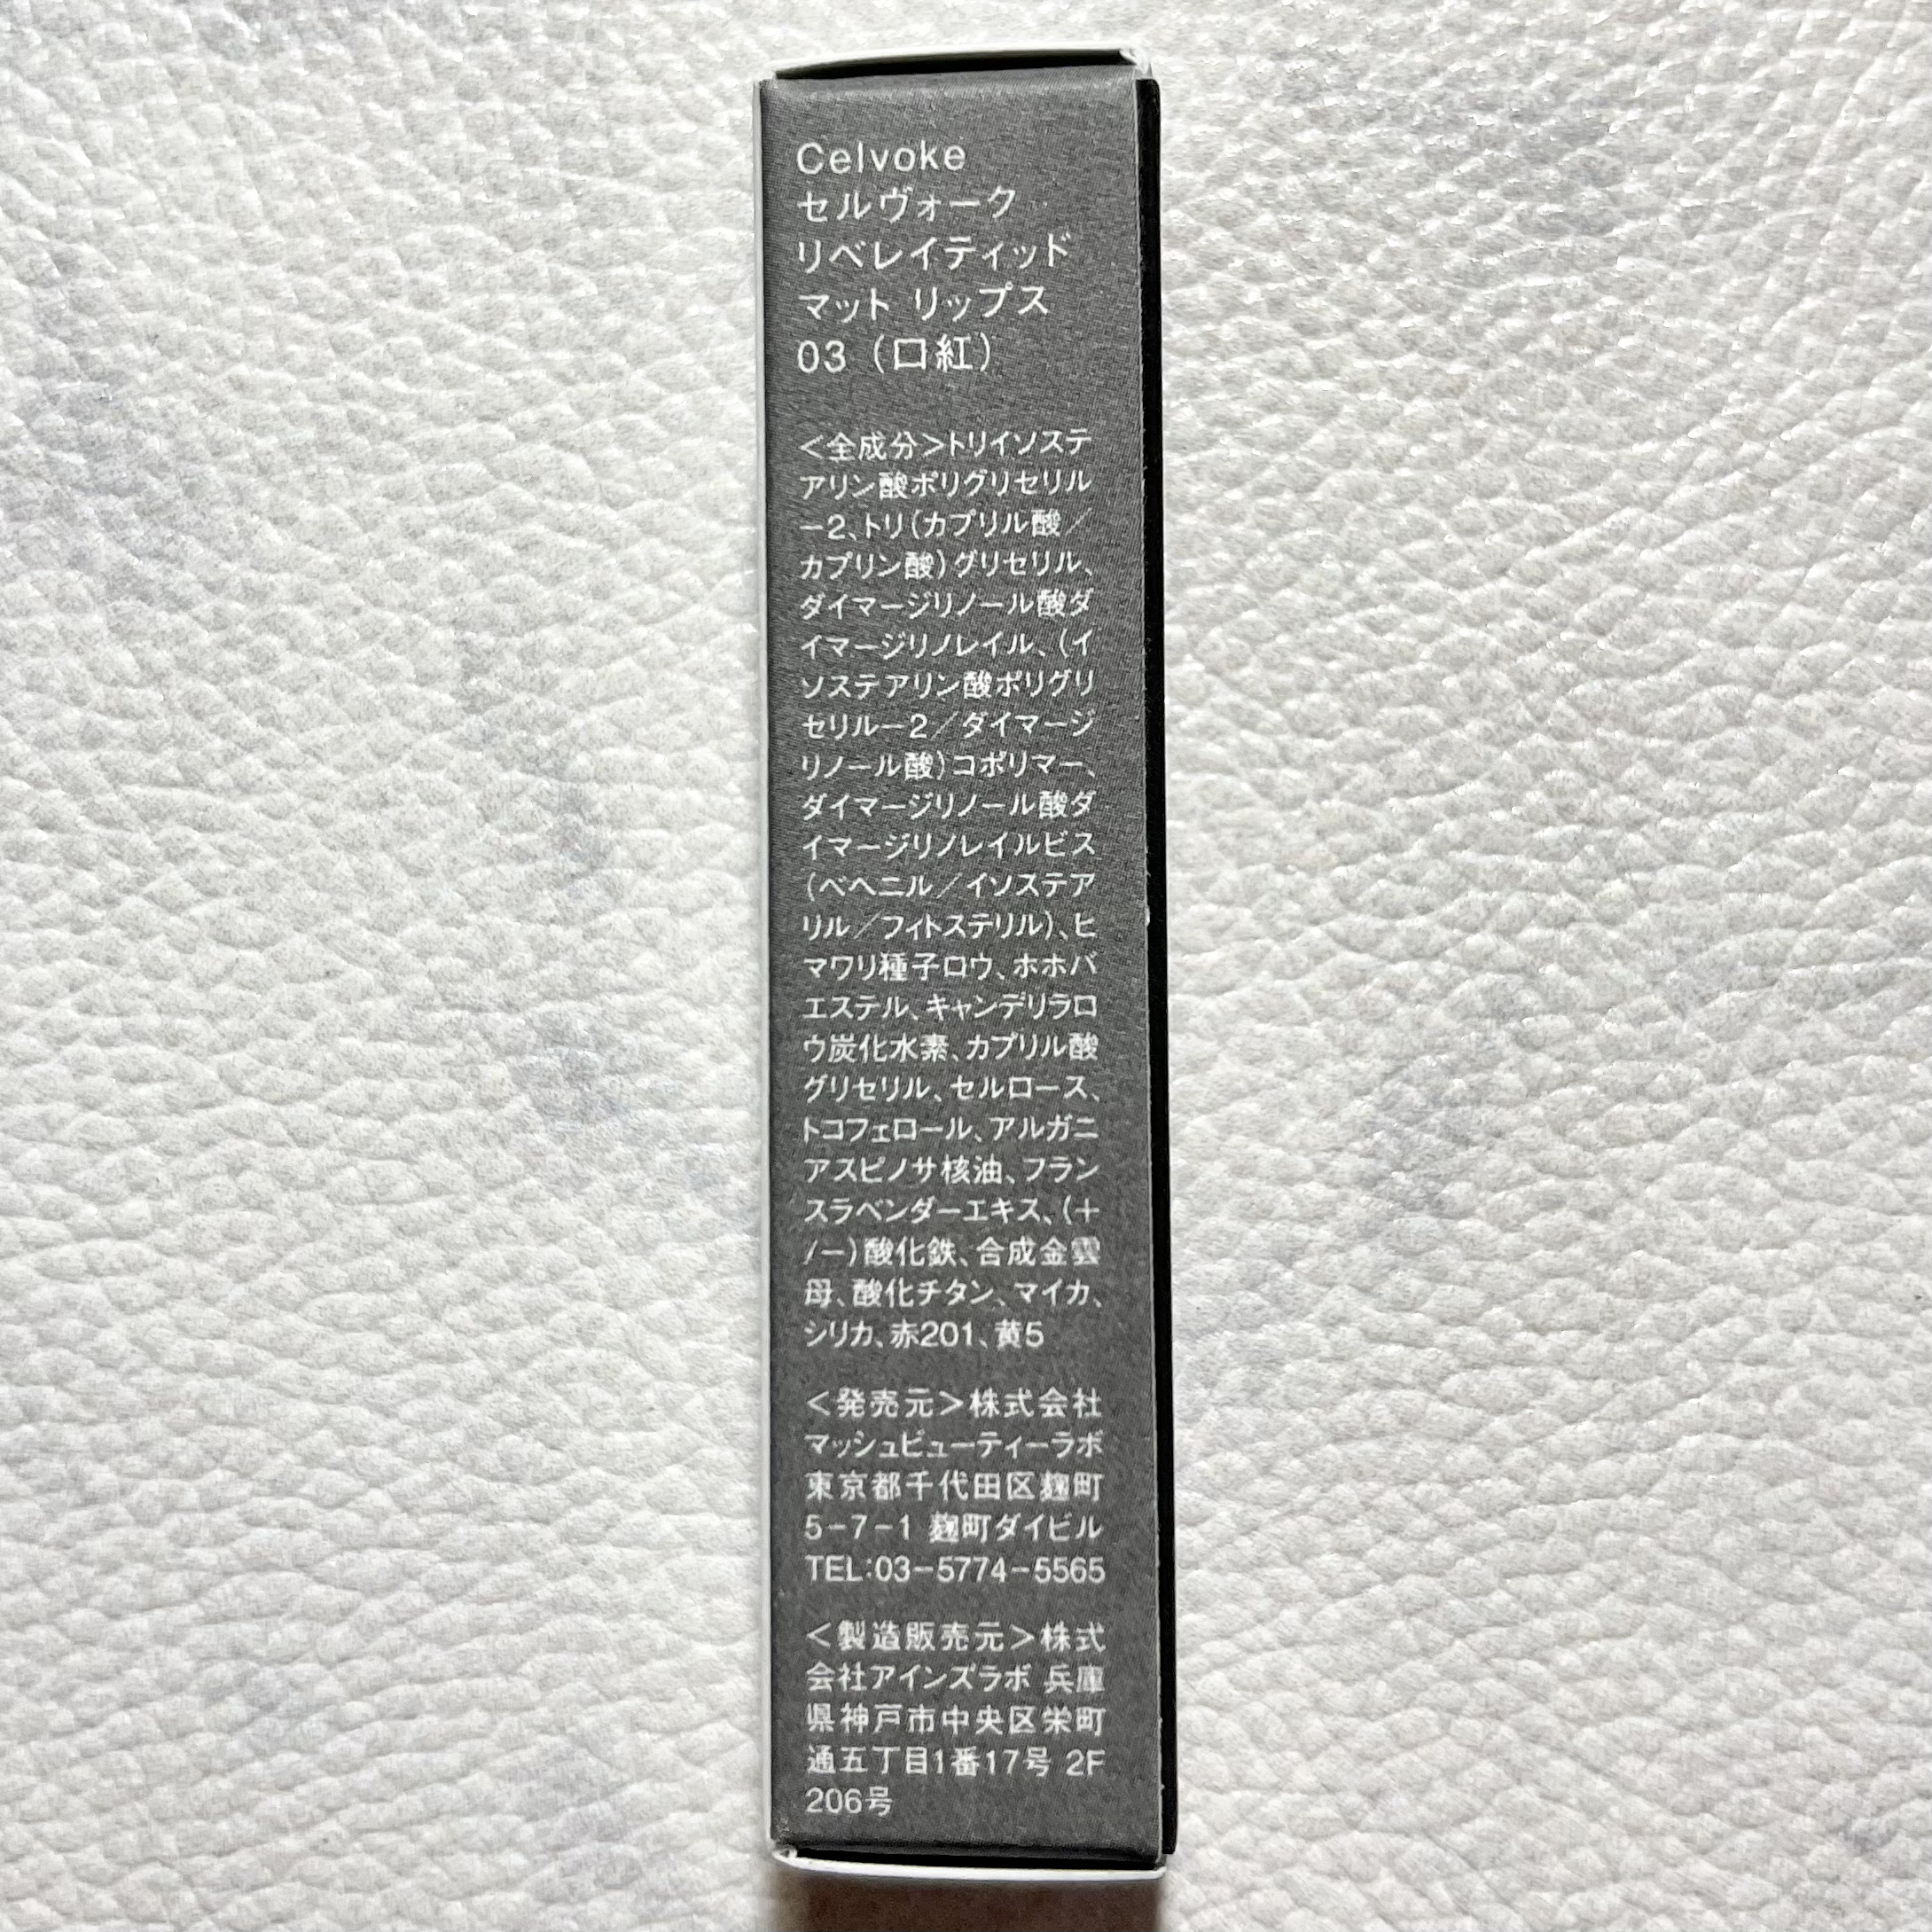 Celvoke
セルヴォーク
リベレイティッド
マット リップス
03（口紅）
＜全成分＞トリイソステ
アリン酸ポリグリセリル
ー2、トリ(カプリル酸／
カプリン酸)グリセリル、
ダイマージリノール酸ダ
イマージリノレイル、(イ
ソステアリン酸ポリグリ
セリルー2／ダイマージ
リノール酸)コポリマー、
ダイマージリノール酸ダ
イマージリノレイルビス
(ベヘニル／イソステア
リル／フィトステリル)、ヒ
マワリ種子ロウ、ホホバ
エステル、キャンデリラロ
ウ炭化水素、カプリル酸
グリセリル、セルロース、
トコフェロール、アルガニ
アスピノサ核油、フラン
スラベンダーエキス、(＋
/ー)酸化鉄、合成金雲
母、酸化チタン、マイカ、
シリカ、赤201、黄5
＜発売元＞株式会社
マッシュビューティーラボ
東京都千代田区麹町
5-7-1 麹町ダイビル
TEL:03-5774-5565
＜製造販売元＞株式
会社アインズラボ 兵庫
県神戸市中央区栄町
通五丁目1番17号 2F
206号